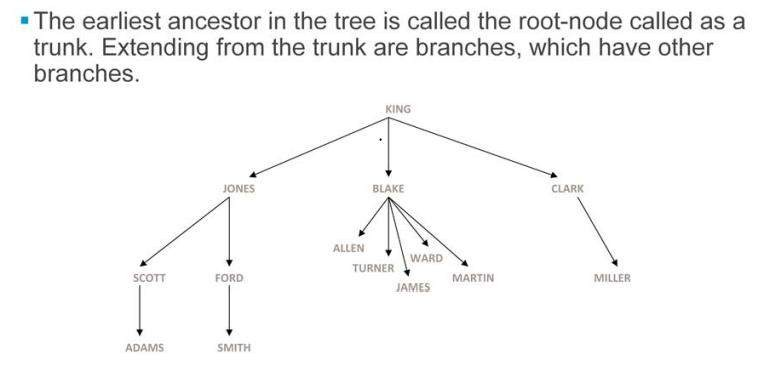 ▪ The earliest ancestor in the tree is called the root-node called as a
trunk. Extending from the trunk are branches, which have other
branches.
KING
JONES
BLAKE
CLARK
ALLEN
WARD
TURNER
SCOTT
FORD
MARTIN
MILLER
JAMES
ADAMS
SMITH